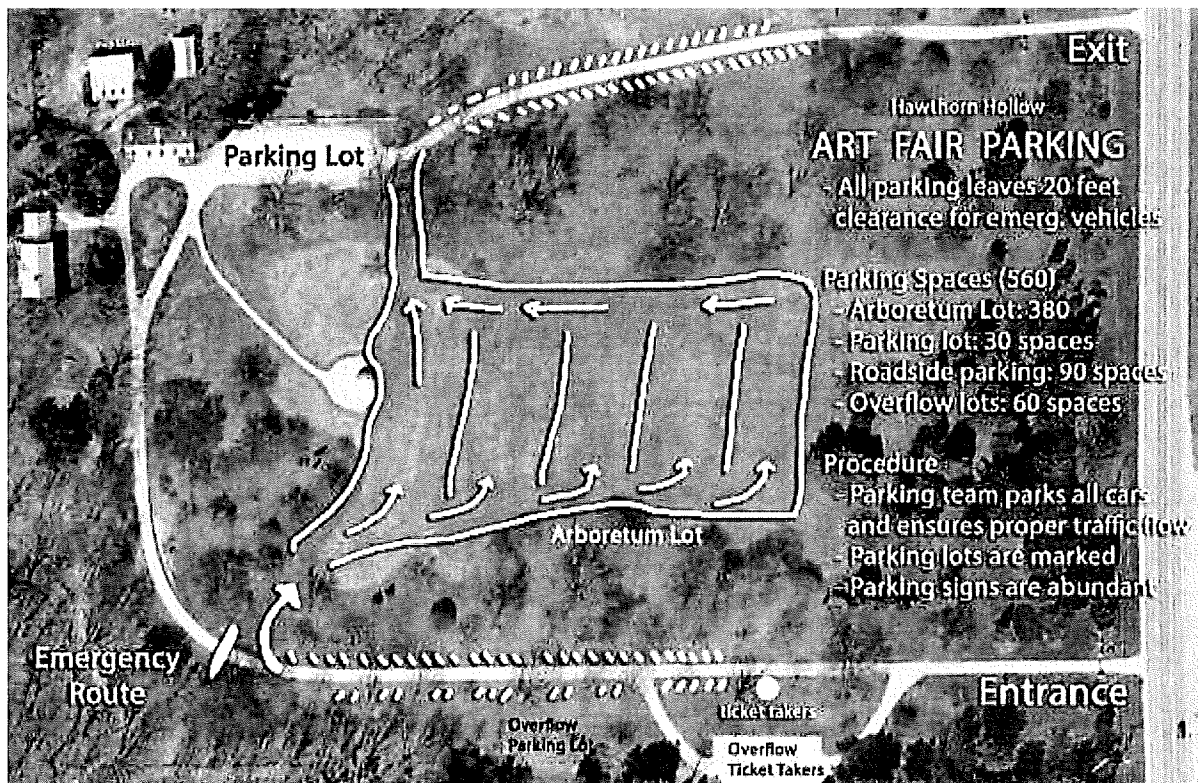 Exit
Hawthorn Hollow
ART FAIR PARKING
- All parking leaves 20 feet
clearance for emerg. vehicles
Parking Lot
Parking Spaces (560)
- Arboretum Lot: 380
- Parking lot: 30 spaces
- Roadside parking: 90 spaces
- Overflow lots: 60 spaces
Procedure
- Parking team parks all cars
and ensures proper traffic flow
- Parking lots are marked
- Parking signs are abundant
Arboretum Lot
Emergency
Route
Entrance
Ticket Takers
Overflow
Parking Lot
Overflow
Ticket Takers